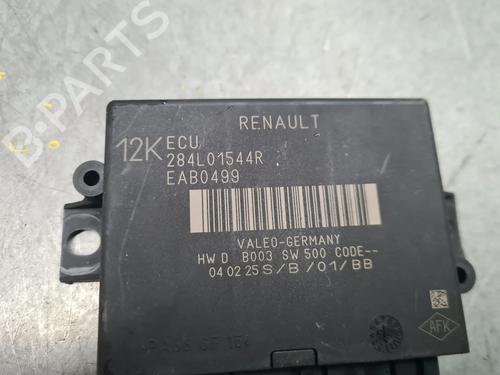 RENAULT
12K ECU
284L01544R
EAB0499
VALEO-GERMANY
HW D B003 SW 500 CODE--
040225S/B/01/BB
AFK
B-PARTS